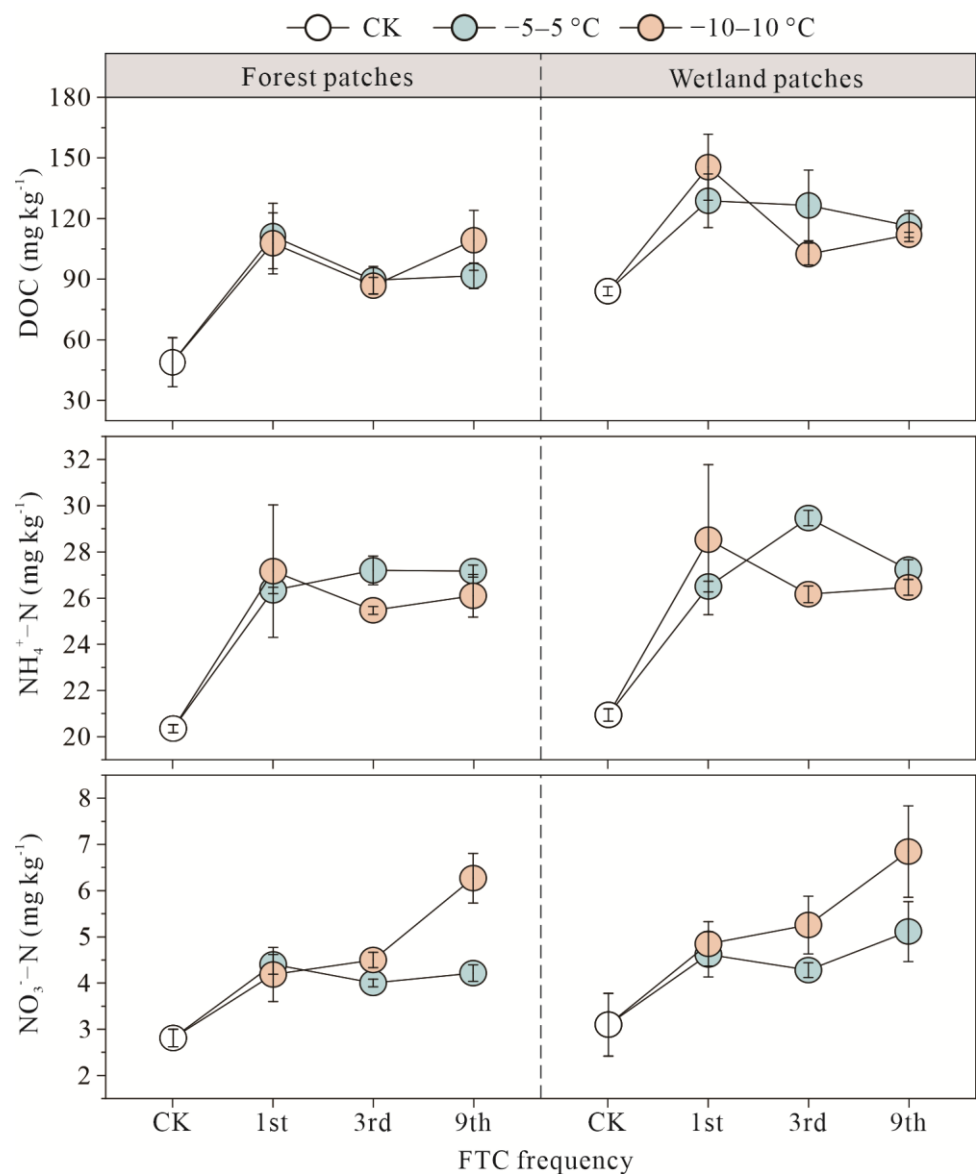 CK −5–5 °C −10–10 °C
Forest patches Wetland patches
DOC (mg kg⁻¹)
180
150
120
90
60
30
NH₄⁺−N (mg kg⁻¹)
32
30
28
26
24
22
20
NO₃⁻−N (mg kg⁻¹)
8
7
6
5
4
3
2
CK 1st 3rd 9th CK 1st 3rd 9th
FTC frequency